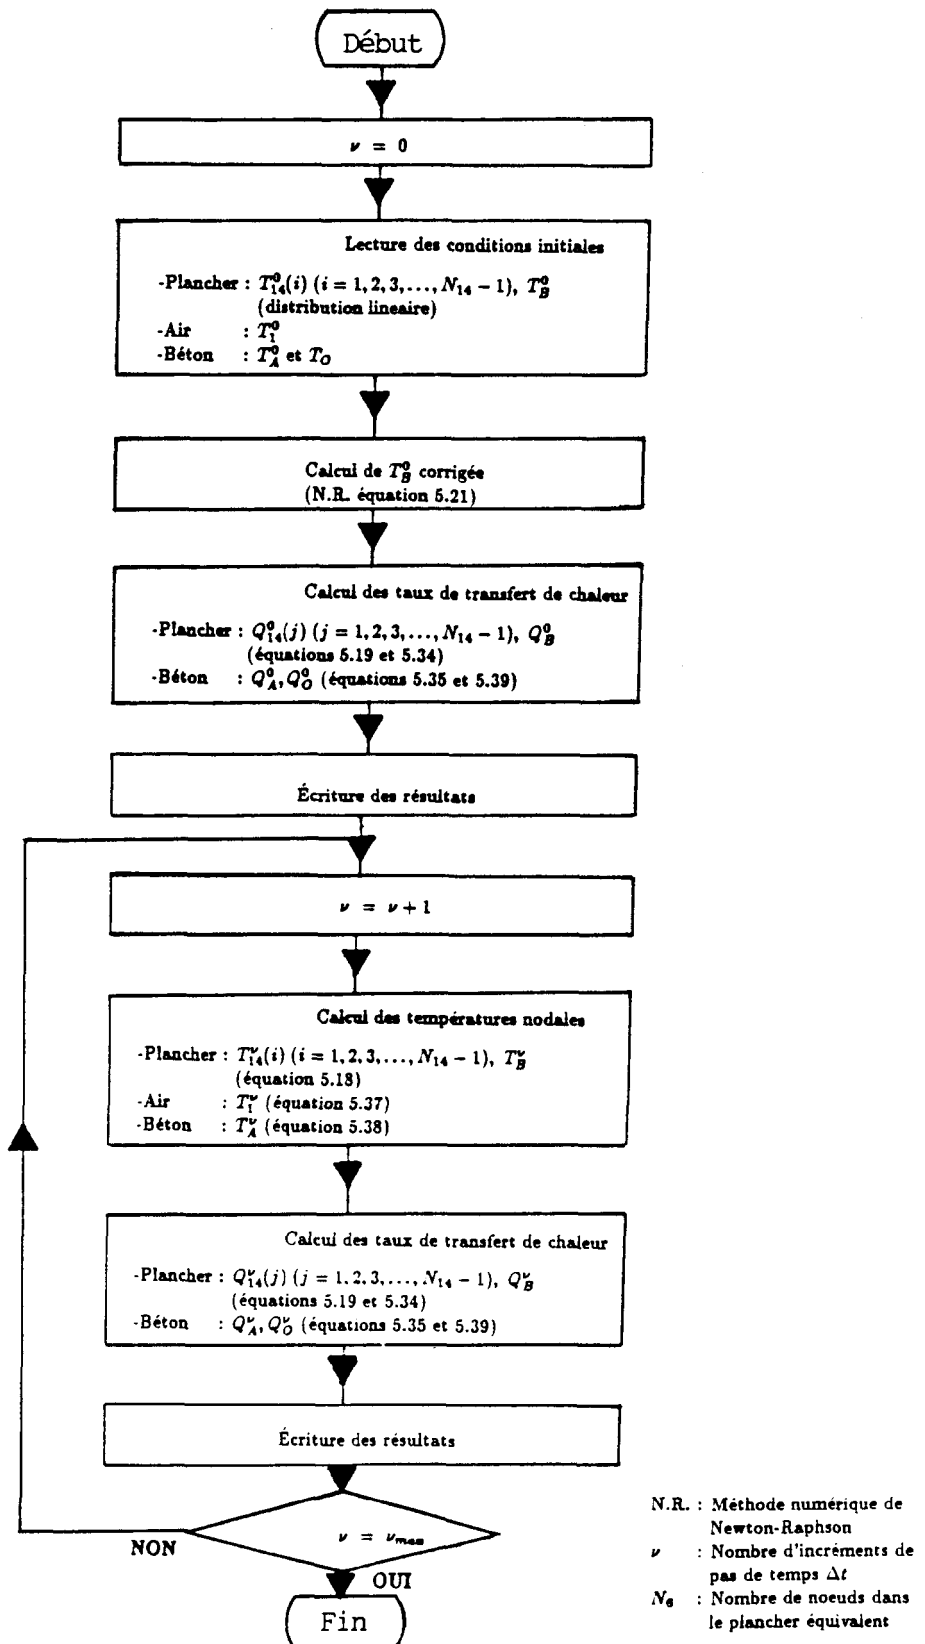 Début
ν = 0
Lecture des conditions initiales
-Plancher : T⁰₁₄(i) (i = 1, 2, 3, ..., N₁₄ − 1), T⁰_B
(distribution lineaire)
-Air : T⁰₁
-Béton : T⁰_A et T_O
Calcul de T⁰_B corrigée
(N.R. équation 5.21)
Calcul des taux de transfert de chaleur
-Plancher : Q⁰₁₄(j) (j = 1, 2, 3, ..., N₁₄ − 1), Q⁰_B
(équations 5.19 et 5.34)
-Béton : Q⁰_A, Q⁰_O (équations 5.35 et 5.39)
Écriture des résultats
ν = ν + 1
Calcul des températures nodales
-Plancher : T^ν₁₄(i) (i = 1, 2, 3, ..., N₁₄ − 1), T^ν_B
(équation 5.18)
-Air : T^ν₁ (équation 5.37)
-Béton : T^ν_A (équation 5.38)
Calcul des taux de transfert de chaleur
-Plancher : Q^ν₁₄(j) (j = 1, 2, 3, ..., N₁₄ − 1), Q^ν_B
(équations 5.19 et 5.34)
-Béton : Q^ν_A, Q^ν_O (équations 5.35 et 5.39)
Écriture des résultats
ν = ν_max
NON
OUI
Fin
N.R. : Méthode numérique de
Newton-Raphson
ν : Nombre d'incréments de
pas de temps Δt
N₆ : Nombre de noeuds dans
le plancher équivalent